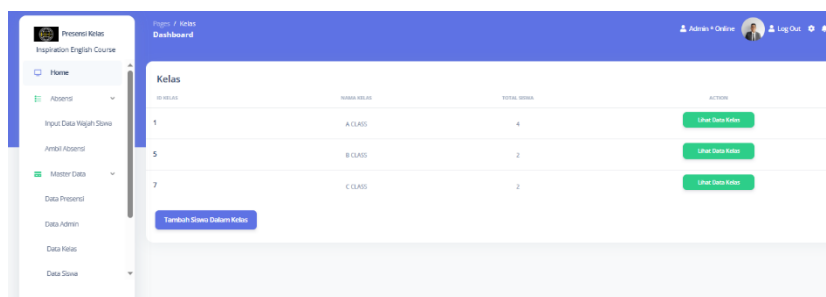 Presensi Kelas
Inspiration English Course
Home
Absensi
Input Data Wajah Siswa
Ambil Absensi
Master Data
Data Presensi
Data Admin
Data Kelas
Data Siswa
Pages / Kelas
Dashboard
Admin * Online
Log Out
Kelas
ID KELAS NAMA KELAS TOTAL SISWA ACTION
1 A CLASS 4 Lihat Data Kelas
5 B CLASS 2 Lihat Data Kelas
7 C CLASS 2 Lihat Data Kelas
Tambah Siswa Dalam Kelas